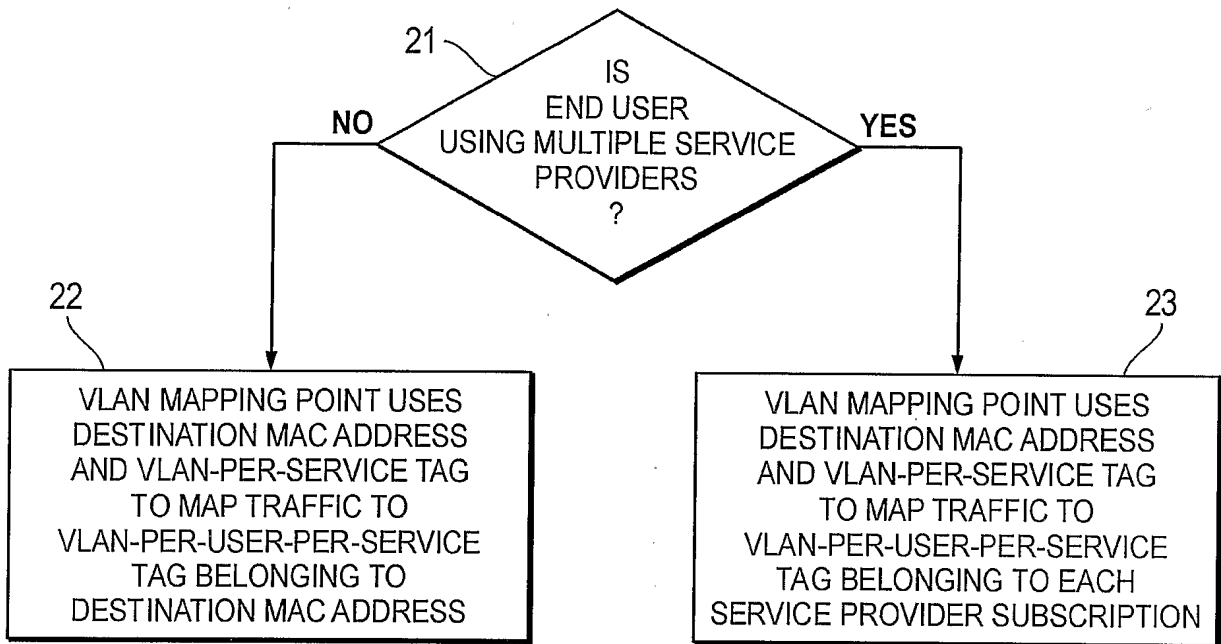 21
IS
END USER
USING MULTIPLE SERVICE
PROVIDERS
?
NO
YES
22
VLAN MAPPING POINT USES
DESTINATION MAC ADDRESS
AND VLAN-PER-SERVICE TAG
TO MAP TRAFFIC TO
VLAN-PER-USER-PER-SERVICE
TAG BELONGING TO
DESTINATION MAC ADDRESS
23
VLAN MAPPING POINT USES
DESTINATION MAC ADDRESS
AND VLAN-PER-SERVICE TAG
TO MAP TRAFFIC TO
VLAN-PER-USER-PER-SERVICE
TAG BELONGING TO EACH
SERVICE PROVIDER SUBSCRIPTION